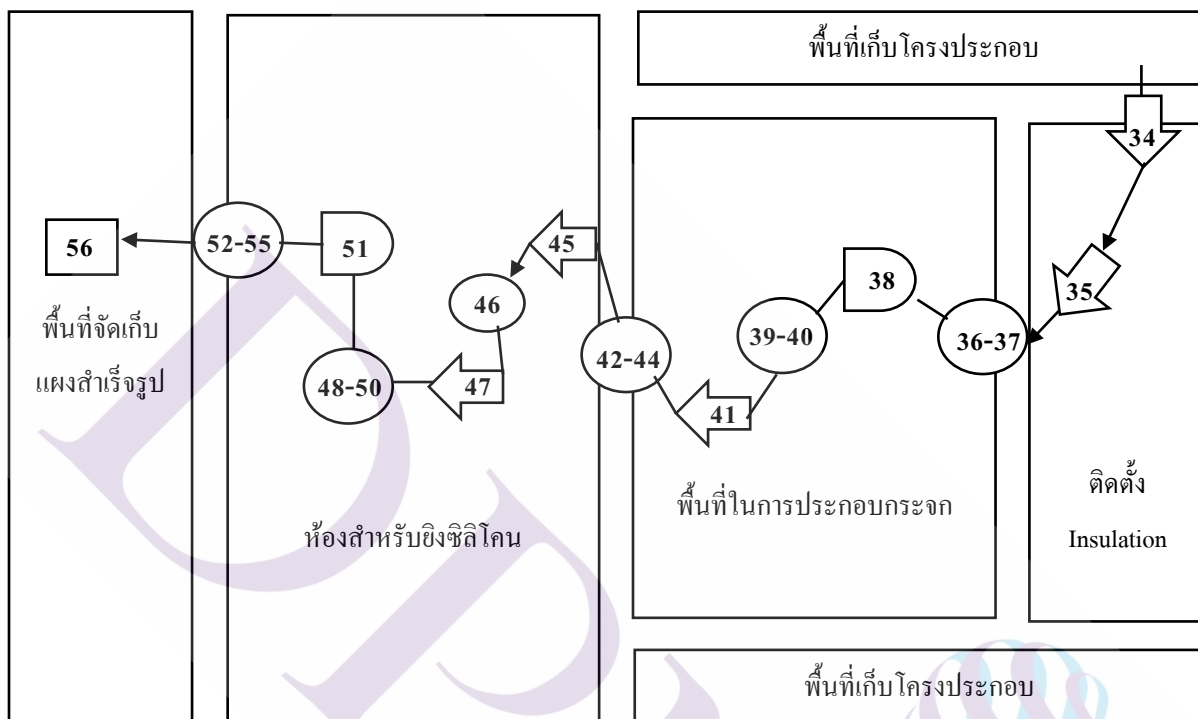 พื้นที่เก็บโครงประกอบ
34
35
36-37
38
39-40
41
42-44
45
46
47
48-50
51
52-55
56
พื้นที่จัดเก็บ
แผงสำเร็จรูป
ห้องสำหรับยิงซิลิโคน
พื้นที่ในการประกอบกระจก
ติดตั้ง
Insulation
พื้นที่เก็บโครงประกอบ
DP